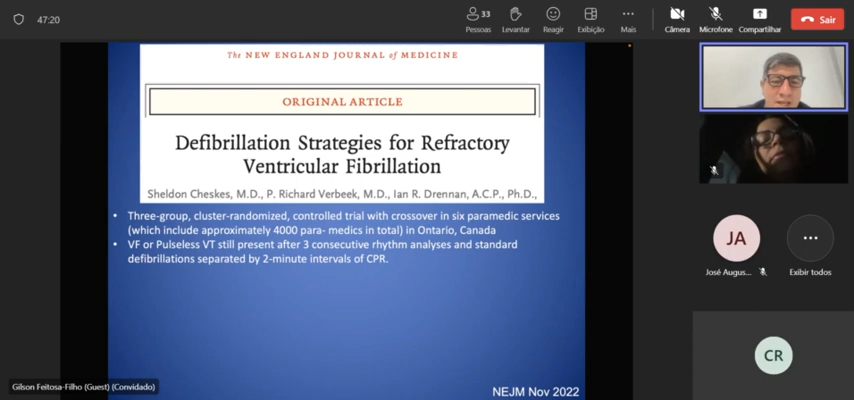 47:20
33
Pessoas
Levantar
Reagir
Exibição
Mais
Câmera
Microfone
Compartilhar
Sair
The NEW ENGLAND JOURNAL of MEDICINE
ORIGINAL ARTICLE
Defibrillation Strategies for Refractory
Ventricular Fibrillation
Sheldon Cheskes, M.D., P. Richard Verbeek, M.D., Ian R. Drennan, A.C.P., Ph.D.,
• Three-group, cluster-randomized, controlled trial with crossover in six paramedic services
(which include approximately 4000 para- medics in total) in Ontario, Canada
• VF or Pulseless VT still present after 3 consecutive rhythm analyses and standard
defibrillations separated by 2-minute intervals of CPR.
NEJM Nov 2022
Gilson Feitosa-Filho (Guest) (Convidado)
JA
José Augus...
Exibir todos
CR